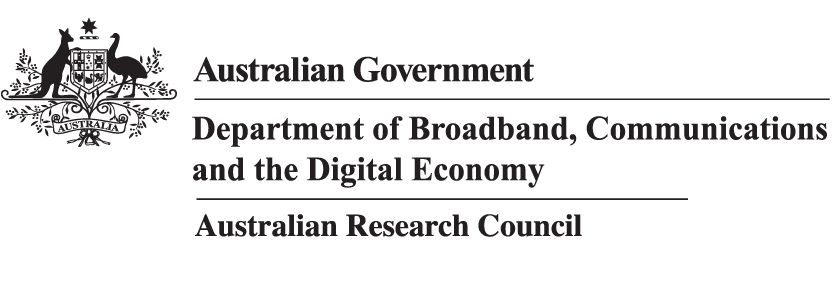 AUSTRALIA
Australian Government
Department of Broadband, Communications
and the Digital Economy
Australian Research Council